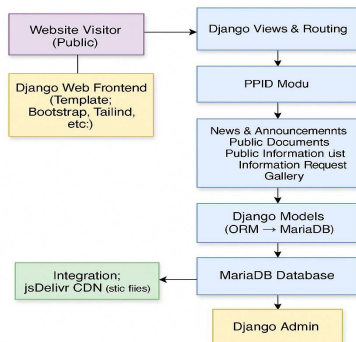 Website Visitor
(Public)
Django Views & Routing
Django Web Frontend
(Template;
Bootstrap, Tailind,
etc:)
PPID Modu
News & Announcemennts
Public Documents
Public Information ust
Information Request
Gallery
Django Models
(ORM → MariaDB)
Integration;
jsDelivr CDN (stic fiies)
MariaDB Database
Django Admin